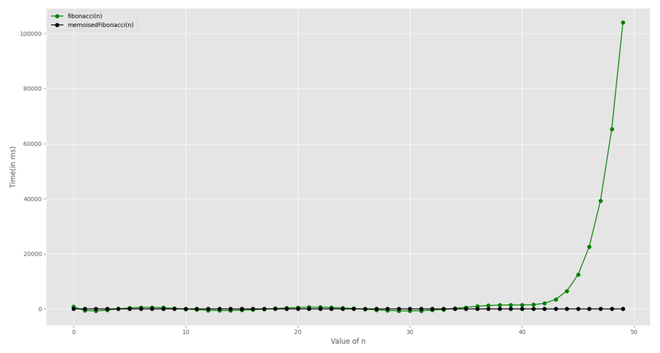 fibonacci(n)
memoisedFibonacci(n)
100000
80000
60000
40000
20000
0
Time(in ms)
0 10 20 30 40 50
Value of n